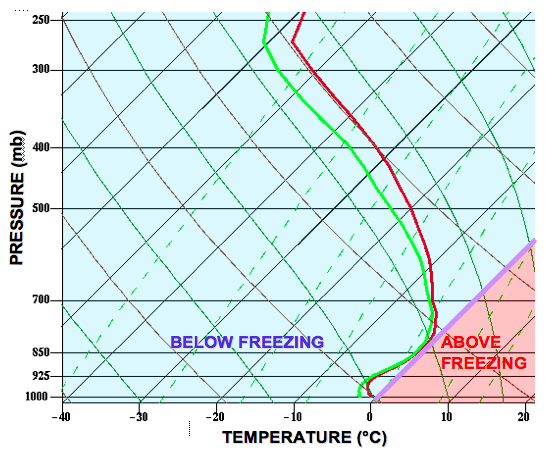 250
300
400
500
700
850
925
1000
PRESSURE (mb)
BELOW FREEZING
ABOVE
FREEZING
-40 -30 -20 -10 0 10 20
TEMPERATURE (°C)